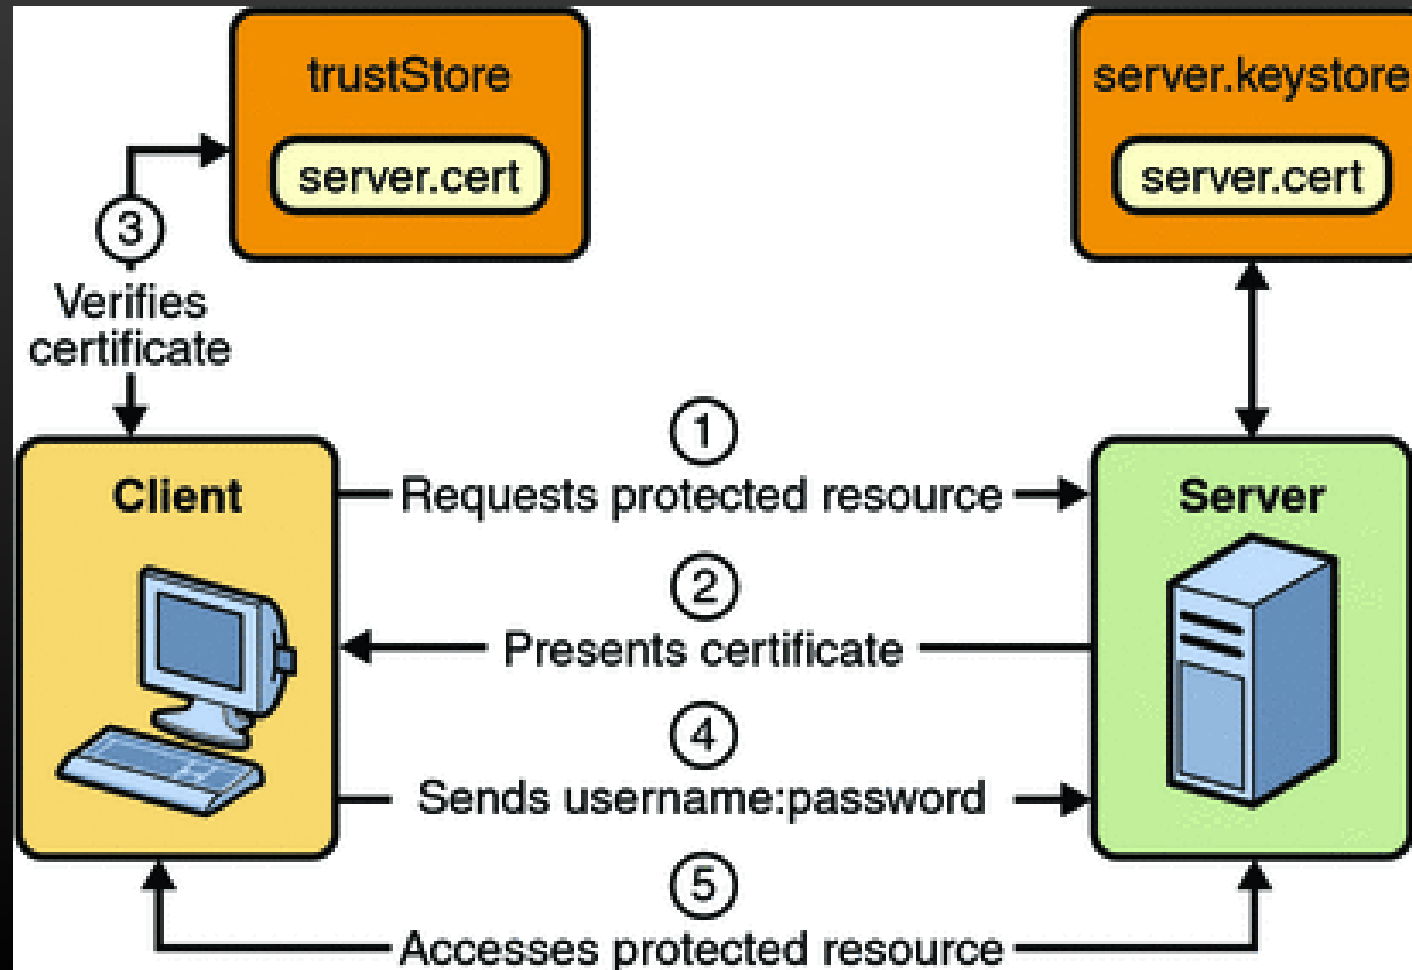 trustStore
server.cert
server.keystore
server.cert
3
Verifies
certificate
Client
Server
1
Requests protected resource
2
Presents certificate
4
Sends username:password
5
Accesses protected resource